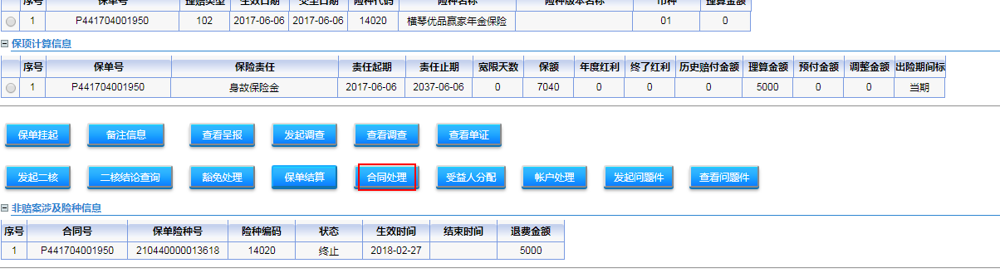 序号 保单号 理赔类型 生效日期 交至日期 险种代码 险种名称 险种版本名称 币种 理算金额
1 P441704001950 102 2017-06-06 2017-06-06 14020 横琴优品赢家年金保险 01 0
保项计算信息
序号 保单号 保险责任 责任起期 责任止期 宽限天数 保额 年度红利 终了红利 历史赔付金额 理算金额 预付金额 调整金额 出险期间标
1 P441704001950 身故保险金 2017-06-06 2037-06-06 0 7040 0 0 0 5000 0 0 当期
保单挂起 备注信息 查看呈报 发起调查 查看调查 查看单证
发起二核 二核结论查询 豁免处理 保单结算 合同处理 受益人分配 帐户处理 发起问题件 查看问题件
非赔案涉及险种信息
序号 合同号 保单险种号 险种编码 状态 生效时间 结束时间 退费金额
1 P441704001950 210440000013618 14020 终止 2018-02-27 5000